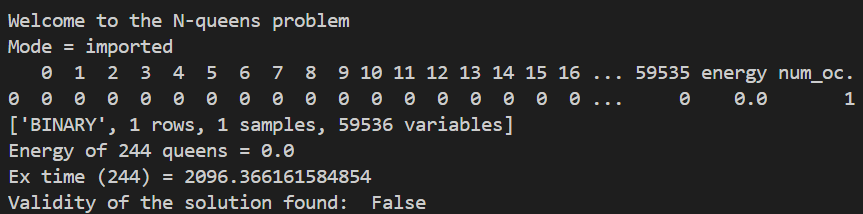 Welcome to the N-queens problem
Mode = imported
0 1 2 3 4 5 6 7 8 9 10 11 12 13 14 15 16 ... 59535 energy num_oc.
0 0 0 0 0 0 0 0 0 0 0 0 0 0 0 0 0 0 ... 0 0.0 1
['BINARY', 1 rows, 1 samples, 59536 variables]
Energy of 244 queens = 0.0
Ex time (244) = 2096.366161584854
Validity of the solution found:  False